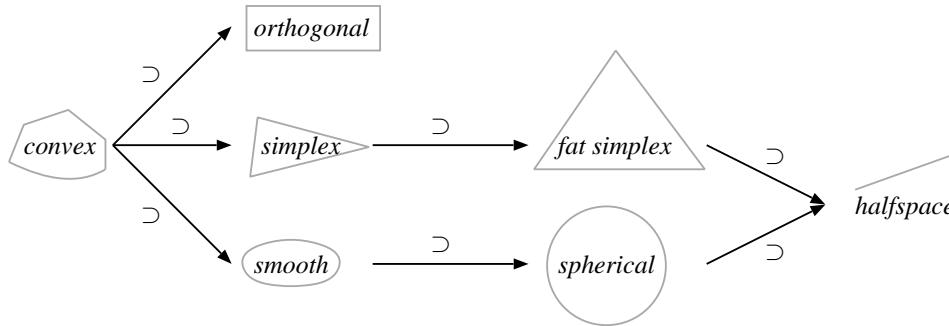 orthogonal
⊃
convex ⊃ simplex ⊃ fat simplex ⊃
halfspace
⊃ smooth ⊃ spherical ⊃